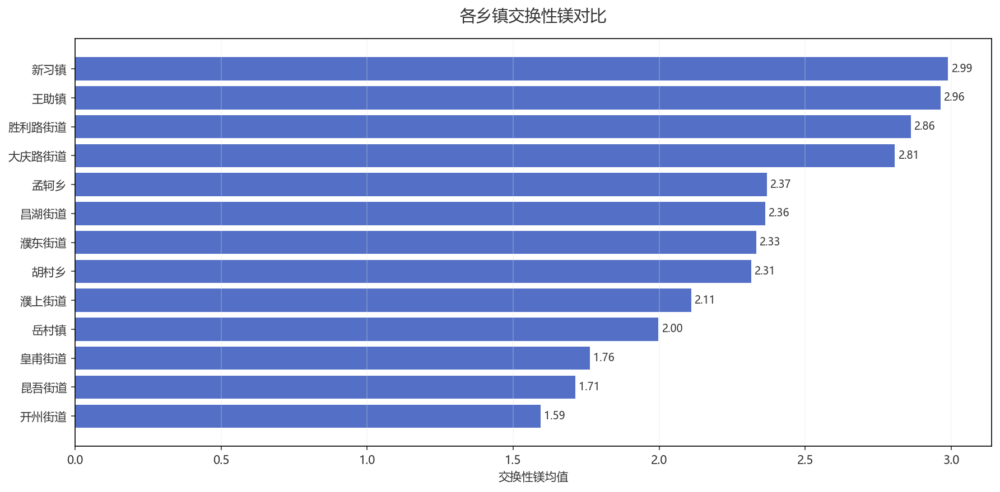 各乡镇交换性镁对比
新习镇 2.99
王助镇 2.96
胜利路街道 2.86
大庆路街道 2.81
孟轲乡 2.37
昌湖街道 2.36
濮东街道 2.33
胡村乡 2.31
濮上街道 2.11
岳村镇 2.00
皇甫街道 1.76
昆吾街道 1.71
开州街道 1.59
0.0 0.5 1.0 1.5 2.0 2.5 3.0
交换性镁均值